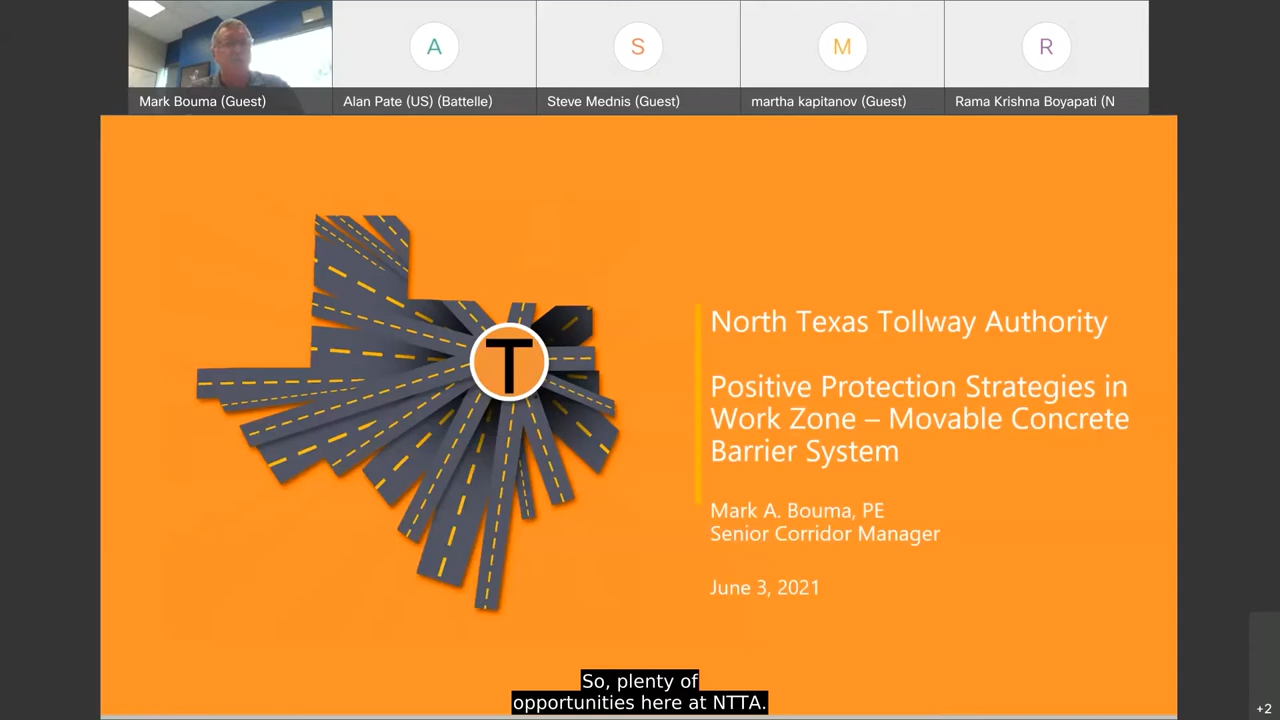 A
S
M
R
Mark Bouma (Guest)
Alan Pate (US) (Battelle)
Steve Mednis (Guest)
martha kapitanov (Guest)
Rama Krishna Boyapati (N
T
North Texas Tollway Authority
Positive Protection Strategies in
Work Zone – Movable Concrete
Barrier System
Mark A. Bouma, PE
Senior Corridor Manager
June 3, 2021
So, plenty of
opportunities here at NTTA.
+2